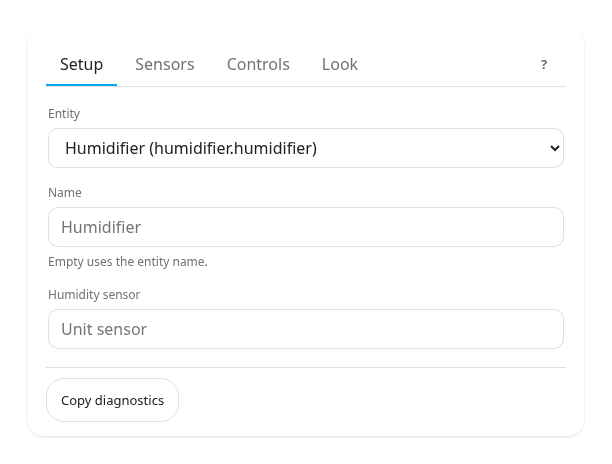 Setup Sensors Controls Look ?
Entity
Humidifier (humidifier.humidifier)
Name
Humidifier
Empty uses the entity name.
Humidity sensor
Unit sensor
Copy diagnostics